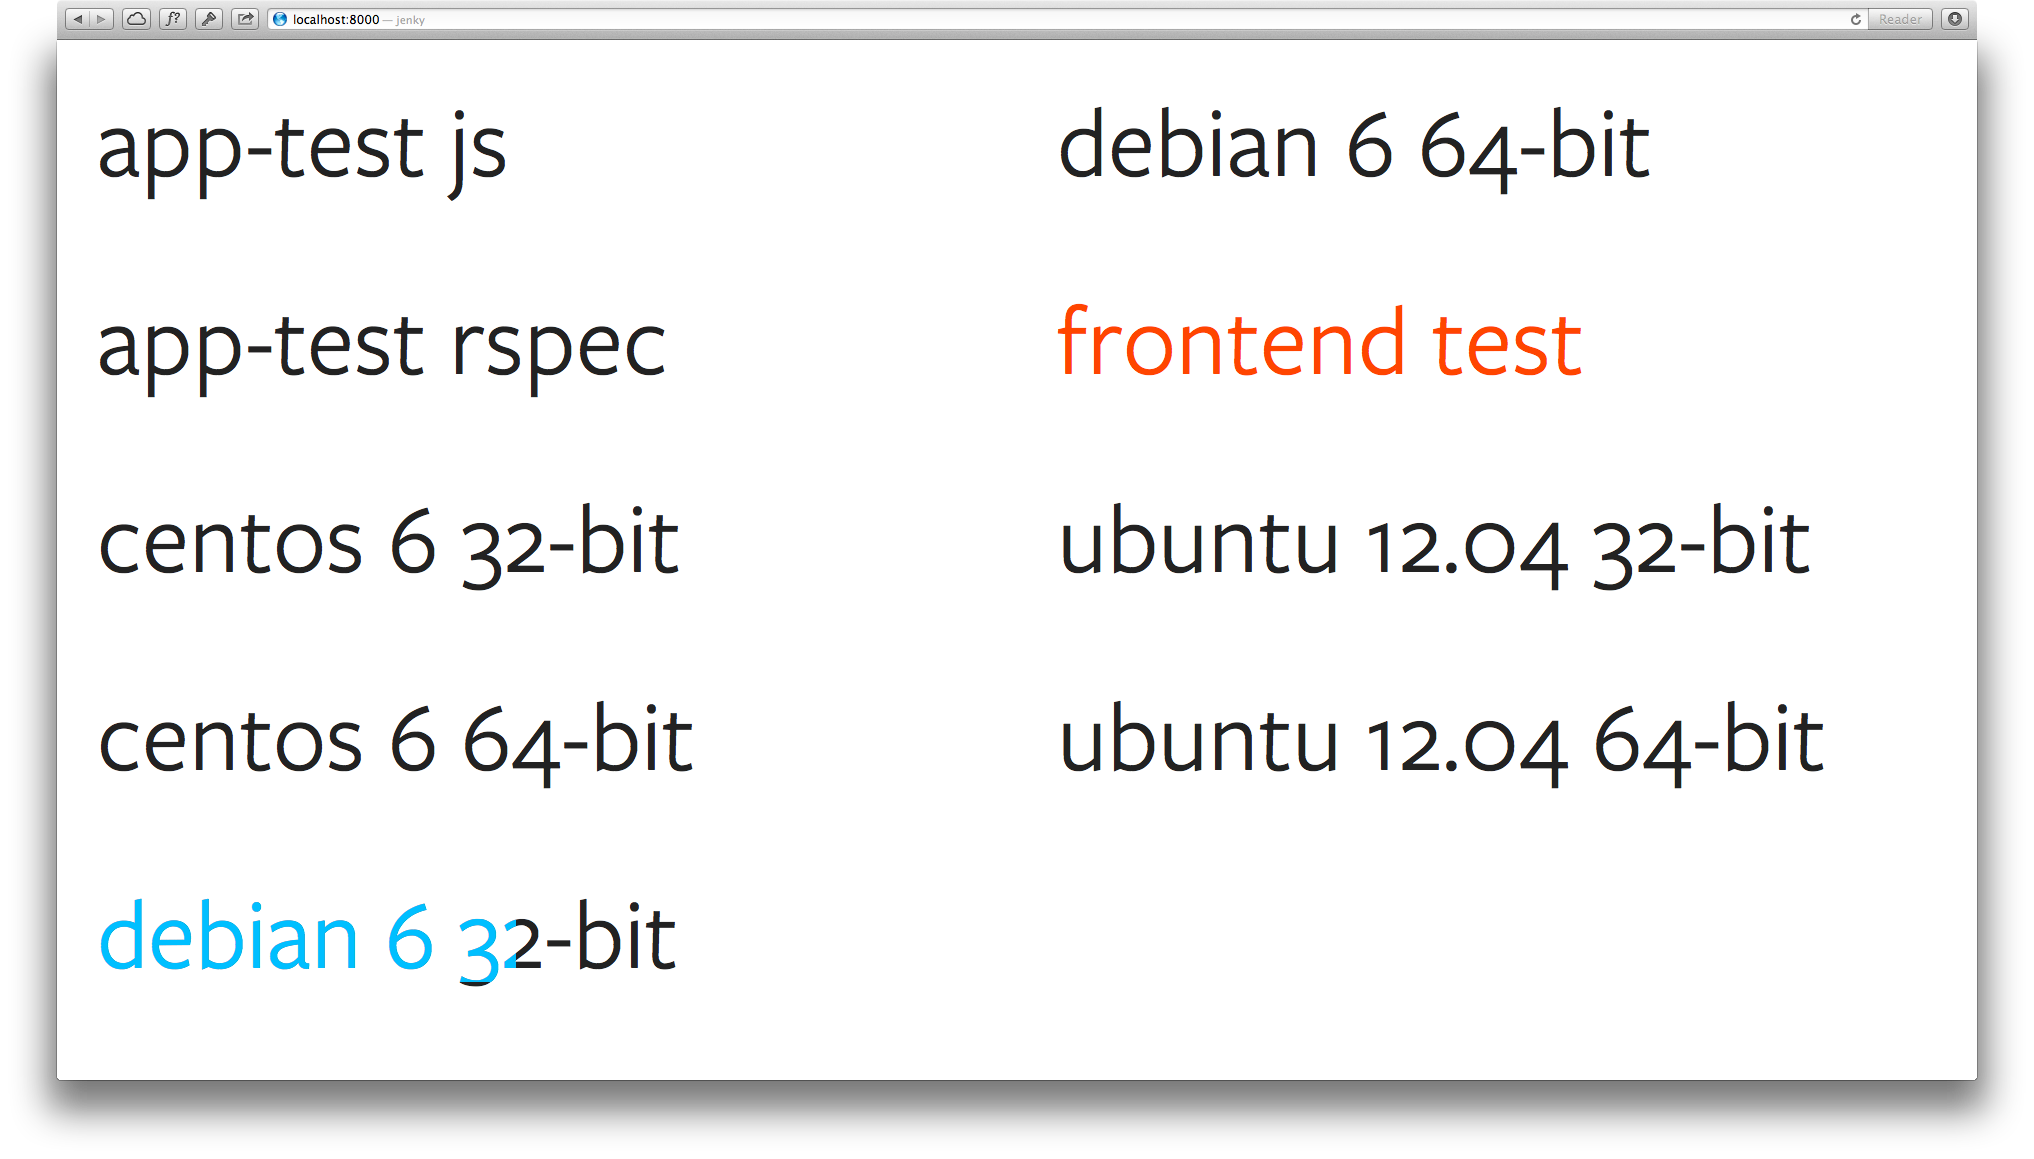 f? localhost:8000 — jenky Reader
app-test js
app-test rspec
centos 6 32-bit
centos 6 64-bit
debian 6 32-bit
debian 6 64-bit
frontend test
ubuntu 12.04 32-bit
ubuntu 12.04 64-bit